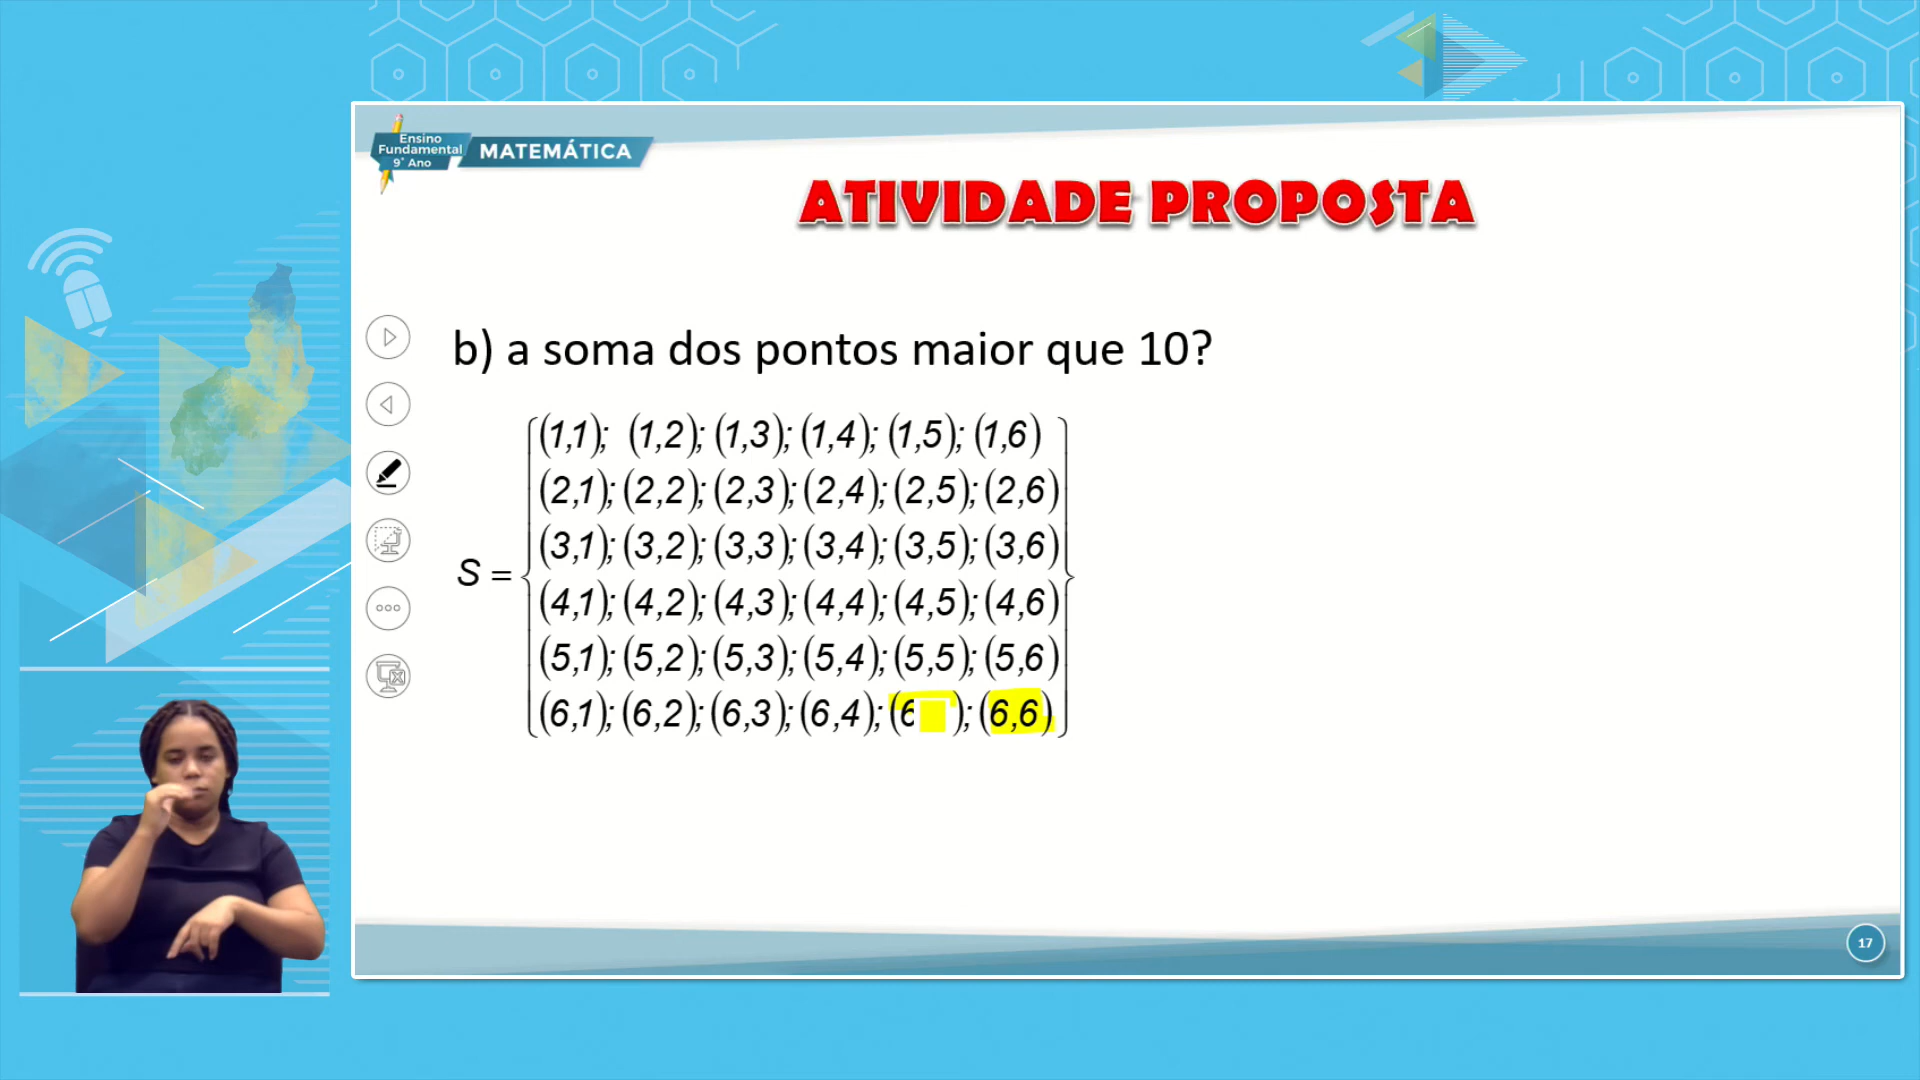 Ensino
Fundamental
9° Ano
MATEMÁTICA
ATIVIDADE PROPOSTA
b) a soma dos pontos maior que 10?
(1,1); (1,2); (1,3); (1,4); (1,5); (1,6)
(2,1); (2,2); (2,3); (2,4); (2,5); (2,6)
(3,1); (3,2); (3,3); (3,4); (3,5); (3,6)
S =
(4,1); (4,2); (4,3); (4,4); (4,5); (4,6)
(5,1); (5,2); (5,3); (5,4); (5,5); (5,6)
(6,1); (6,2); (6,3); (6,4); (6 ); (6,6)
17